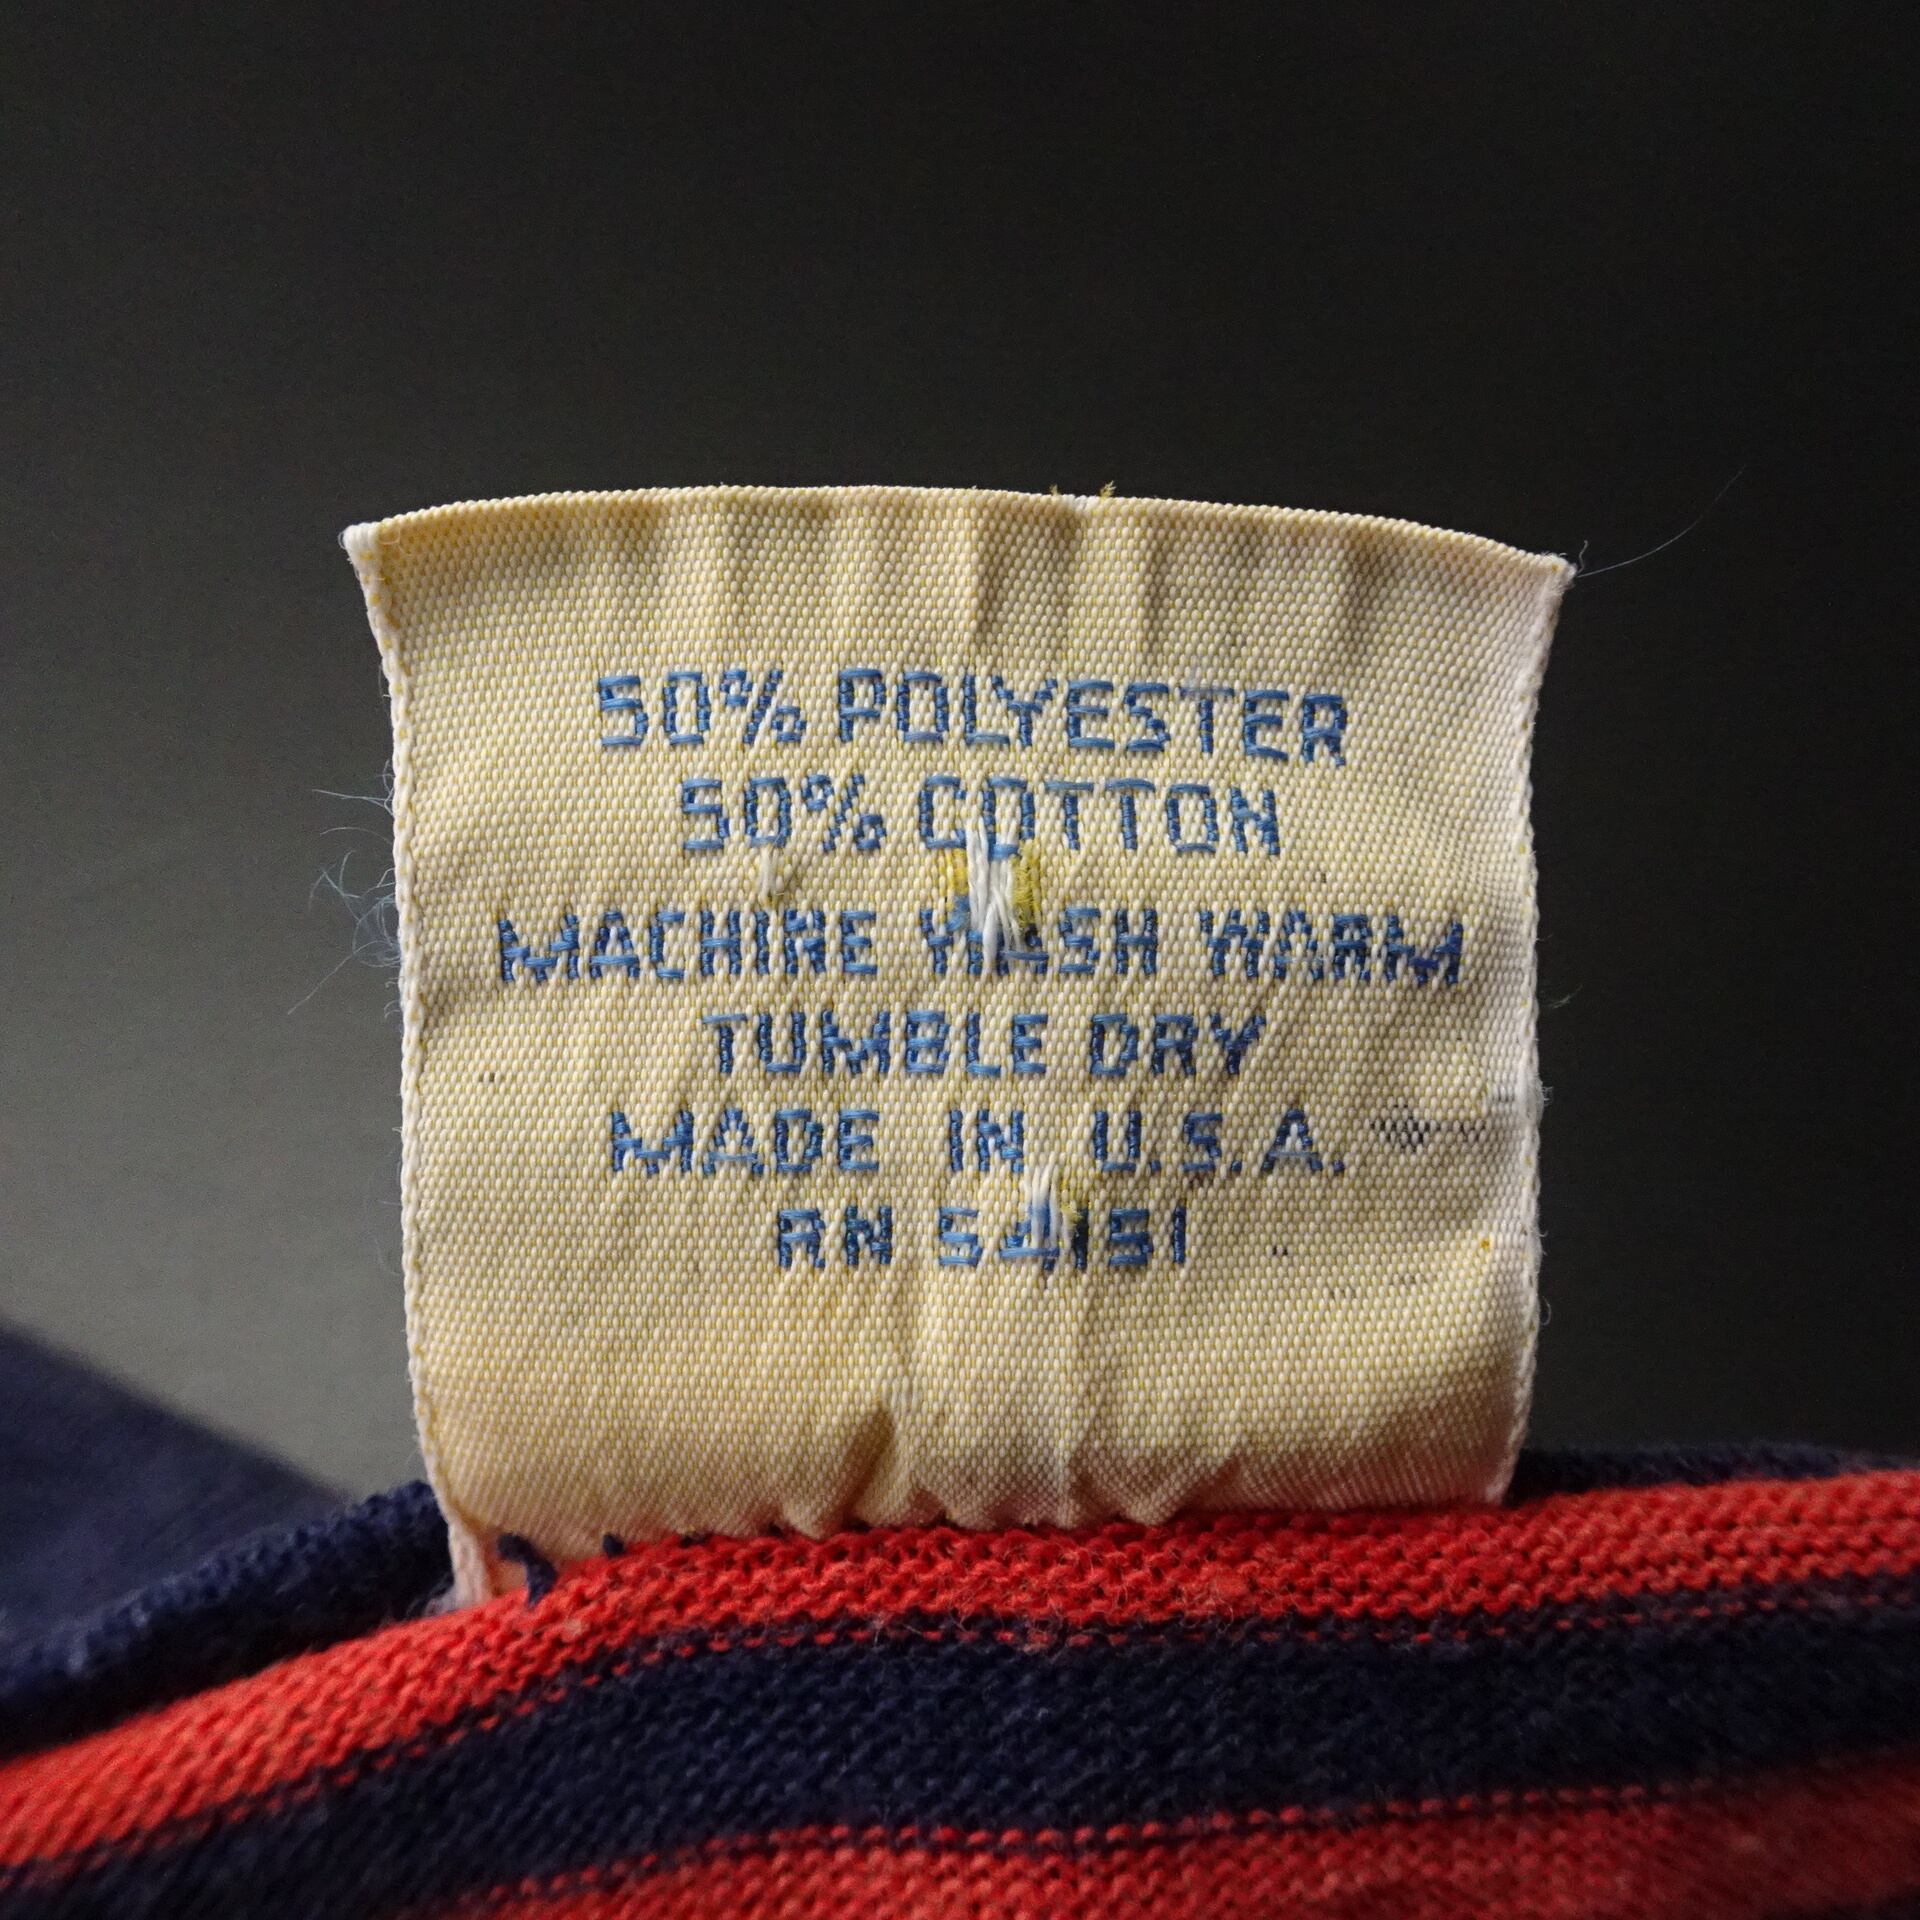 50% POLYESTER
50% COTTON
MACHINE WASH WARM
TUMBLE DRY
MADE IN U.S.A.
RN 54151